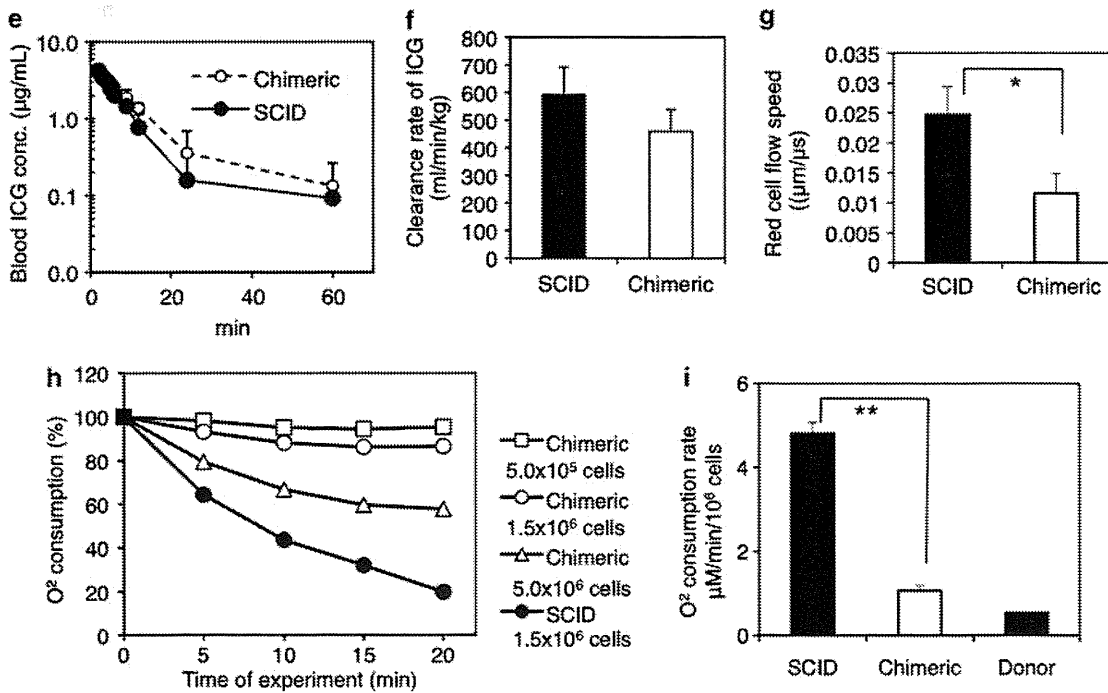 e
Blood ICG conc. (µg/mL)
10.0
1.0
0.1
0.0
0 20 40 60
min
Chimeric
SCID
f
Clearance rate of ICG
(ml/min/kg)
800
700
600
500
400
300
200
100
0
SCID Chimeric
g
Red cell flow speed
((µm/µs)
0.035
0.03
0.025
0.02
0.015
0.01
0.005
0
*
SCID Chimeric
h
O² consumption (%)
120
100
80
60
40
20
0
0 5 10 15 20
Time of experiment (min)
Chimeric
5.0x10⁵ cells
Chimeric
1.5x10⁶ cells
Chimeric
5.0x10⁶ cells
SCID
1.5x10⁶ cells
i
O² consumption rate
µM/min/10⁶ cells
6
4
2
0
**
SCID Chimeric Donor